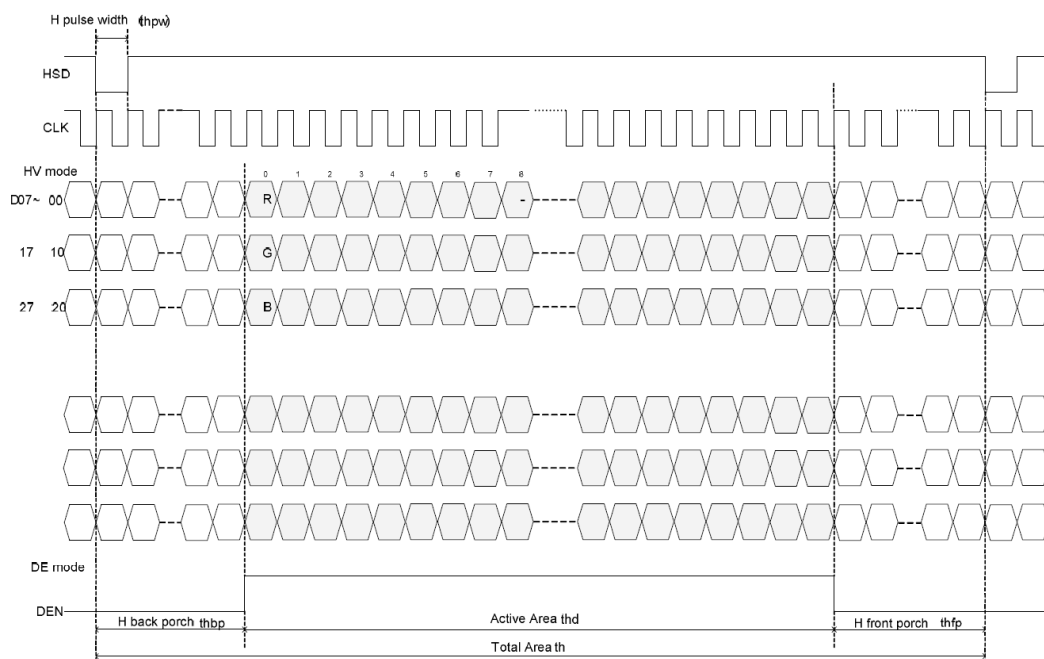 H pulse width (thpw)
HSD
CLK
HV mode
0 1 2 3 4 5 6 7 8
D07~ 00 R -
17 10 G
27 20 B
DE mode
DEN
H back porch thbp Active Area thd H front porch thfp
Total Area th